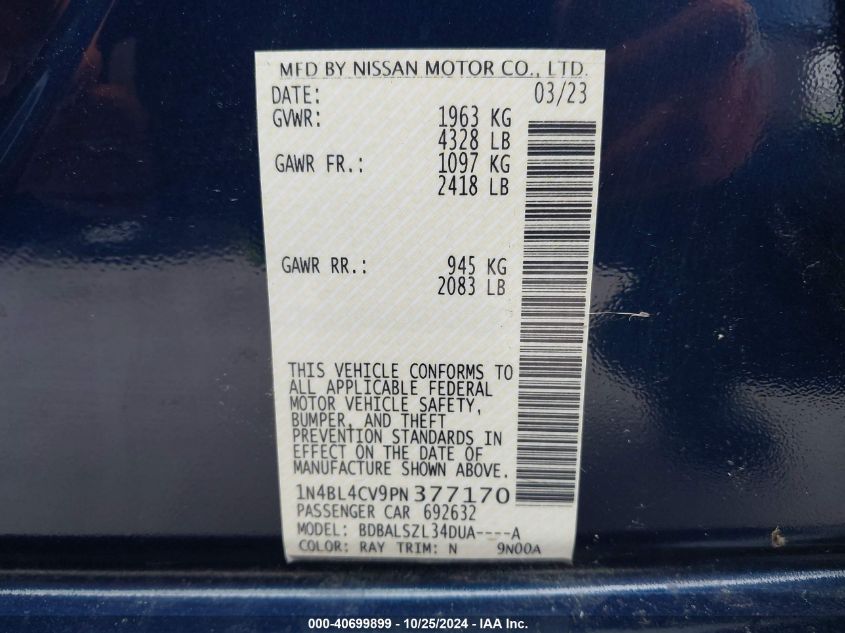 MFD BY NISSAN MOTOR CO., LTD.
DATE: 03/23
GVWR: 1963 KG
4328 LB
GAWR FR.: 1097 KG
2418 LB
GAWR RR.: 945 KG
2083 LB
THIS VEHICLE CONFORMS TO
ALL APPLICABLE FEDERAL
MOTOR VEHICLE SAFETY,
BUMPER, AND THEFT
PREVENTION STANDARDS IN
EFFECT ON THE DATE OF
MANUFACTURE SHOWN ABOVE.
1N4BL4CV9PN377170
PASSENGER CAR 692632
MODEL: BDBALSZL34DUA----A
COLOR: RAY TRIM: N 9N00A
000-40699899 - 10/25/2024 - IAA Inc.